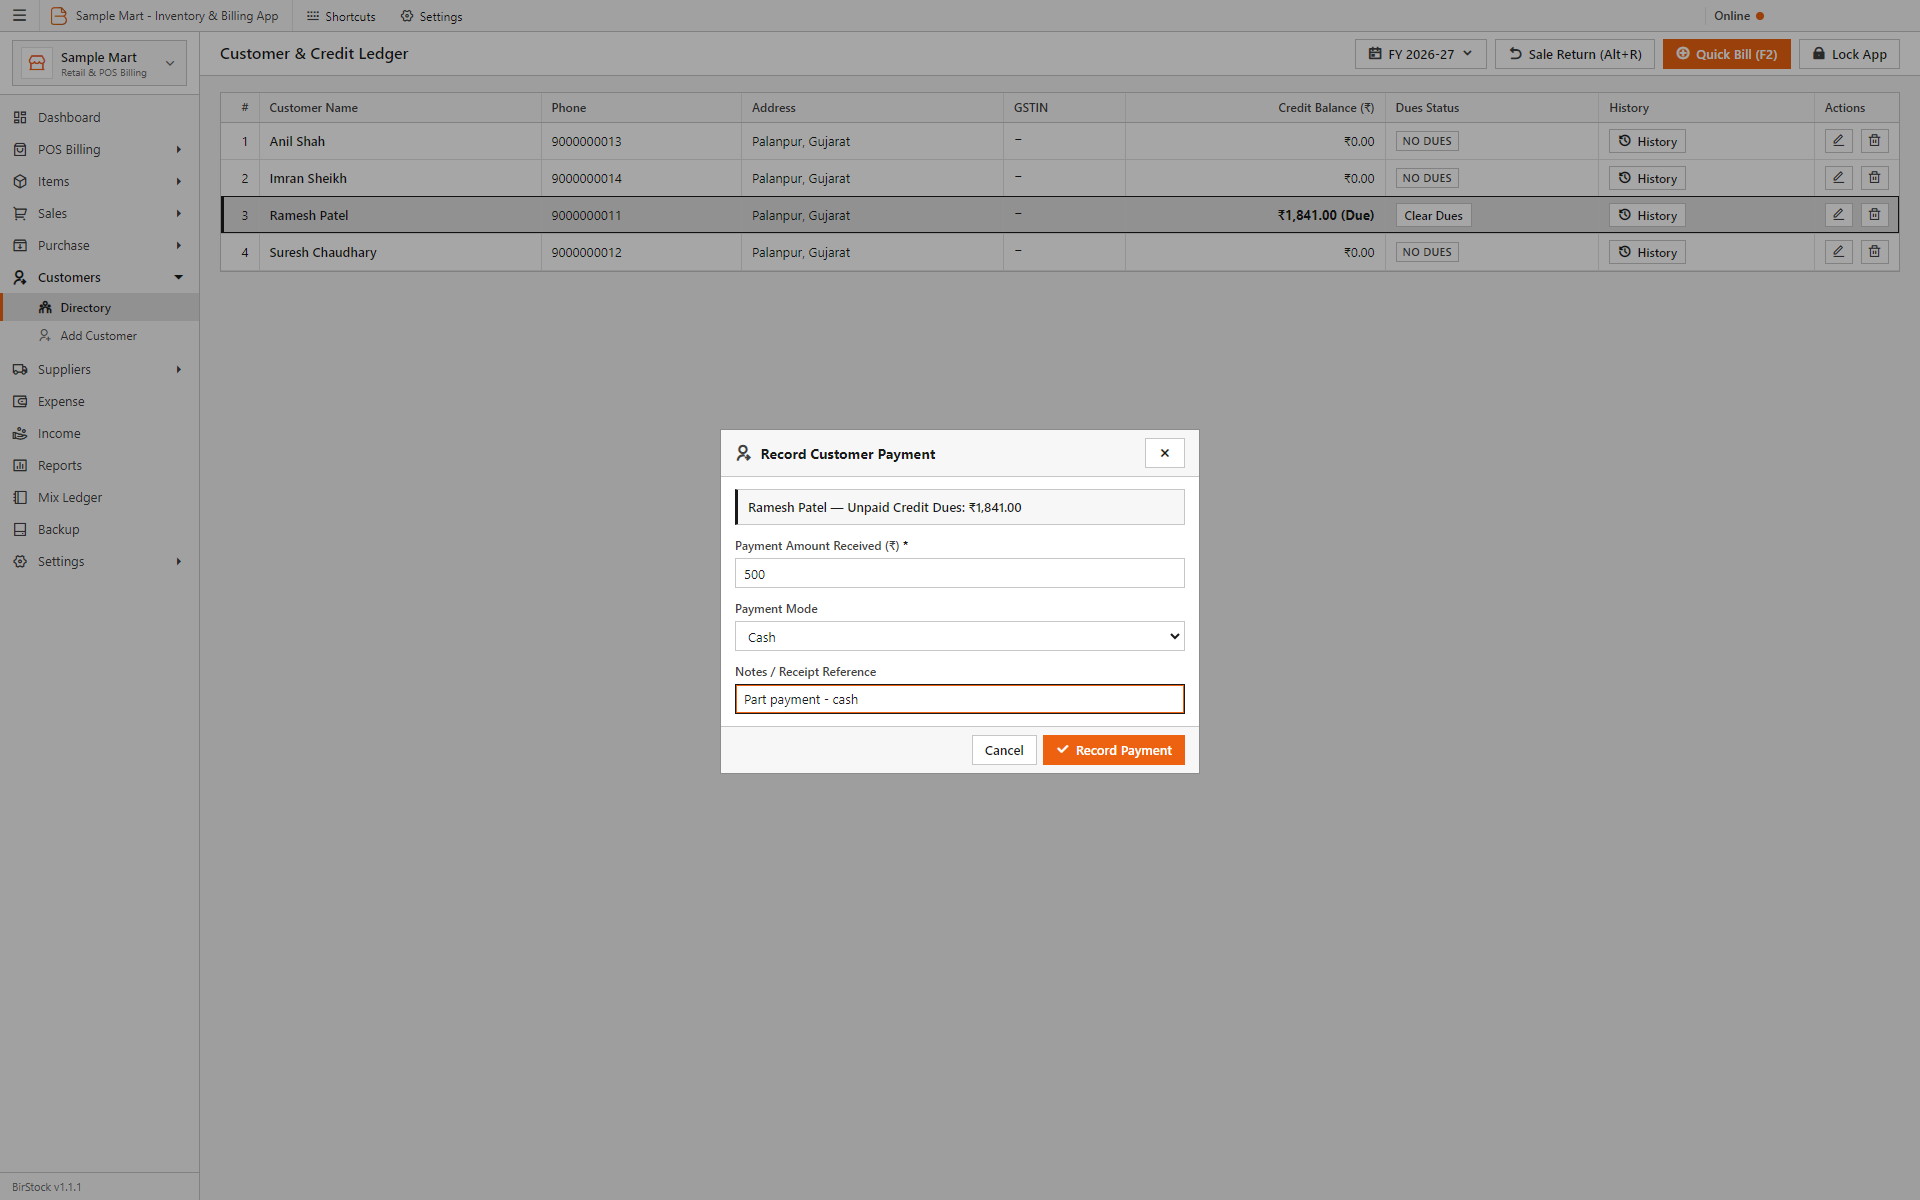 Sample Mart - Inventory & Billing App
Shortcuts
Settings
Online
Sample Mart
Retail & POS Billing
Customer & Credit Ledger
FY 2026-27
Sale Return (Alt+R)
Quick Bill (F2)
Lock App
Dashboard
POS Billing
Items
Sales
Purchase
Customers
Directory
Add Customer
Suppliers
Expense
Income
Reports
Mix Ledger
Backup
Settings
BirStock v1.1.1
# Customer Name Phone Address GSTIN Credit Balance (₹) Dues Status History Actions
1 Anil Shah 9000000013 Palanpur, Gujarat – ₹0.00 NO DUES History
2 Imran Sheikh 9000000014 Palanpur, Gujarat – ₹0.00 NO DUES History
3 Ramesh Patel 9000000011 Palanpur, Gujarat – ₹1,841.00 (Due) Clear Dues History
4 Suresh Chaudhary 9000000012 Palanpur, Gujarat – ₹0.00 NO DUES History
Record Customer Payment
Ramesh Patel — Unpaid Credit Dues: ₹1,841.00
Payment Amount Received (₹) *
500
Payment Mode
Cash
Notes / Receipt Reference
Part payment - cash
Cancel
Record Payment